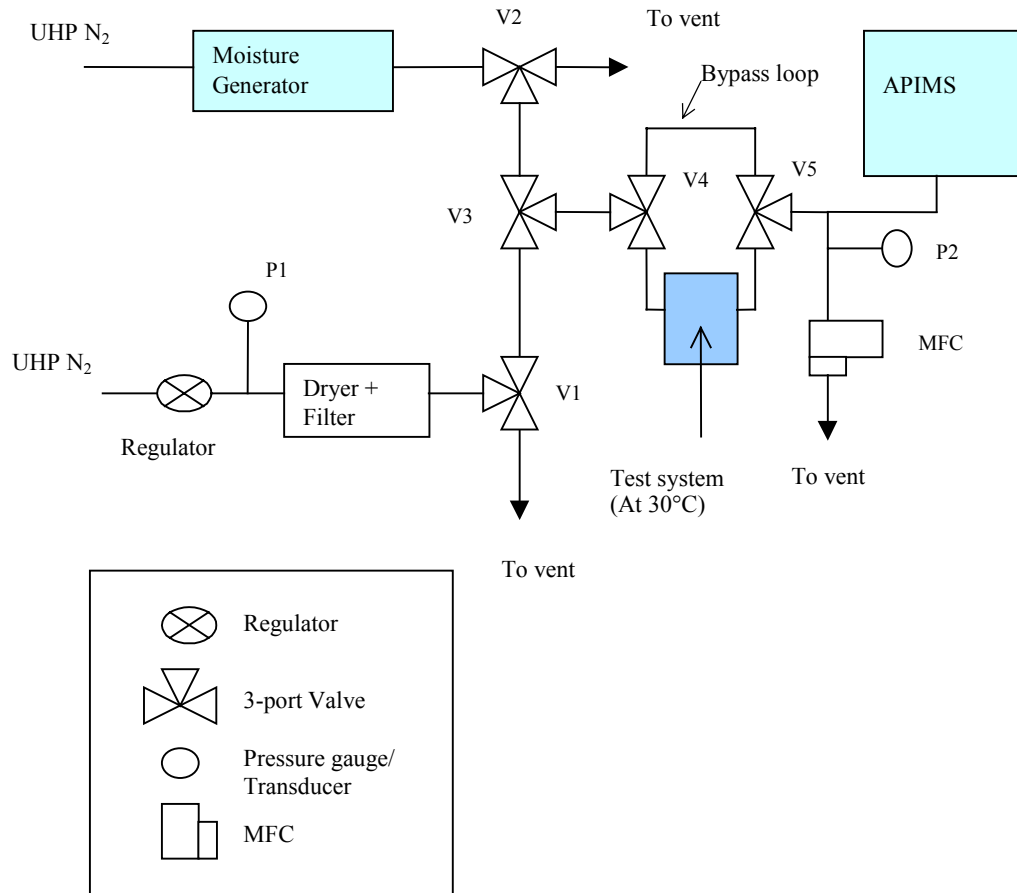 V2
To vent
UHP N₂
Moisture
Generator
Bypass loop
APIMS
V4
V5
V3
P1
P2
UHP N₂
Dryer +
Filter
V1
MFC
Regulator
Test system
(At 30°C)
To vent
To vent
Regulator
3-port Valve
Pressure gauge/
Transducer
MFC